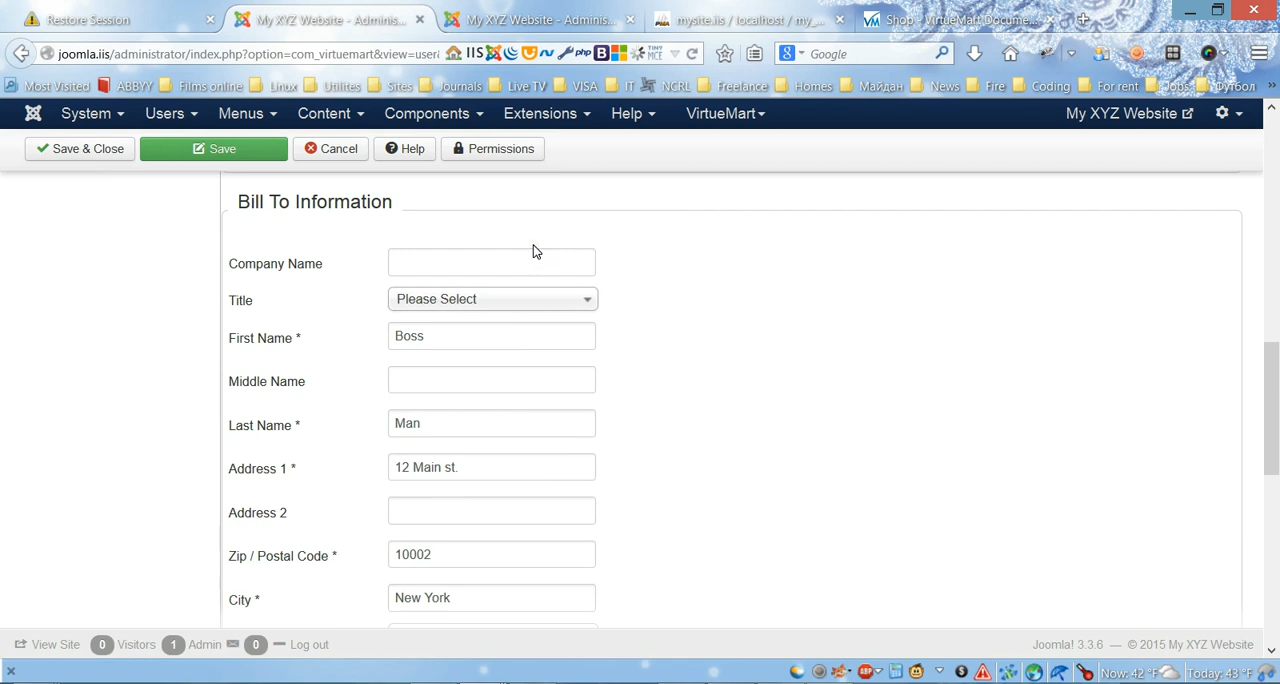 Restore Session
My XYZ Website - Adminis...
My XYZ Website - Adminis...
mysite.iis / localhost / my_...
Shop - VirtueMart Docume...
joomla.iis/administrator/index.php?option=com_virtuemart&view=user
IIS
php
B
TINY MCE
Google
Most Visited
ABBYY
Films online
Linux
Utilites
Sites
Journals
Live TV
VISA
IT
NCRL
Freelance
Homes
Майдан
News
Fire
Coding
For rent
Jobs
Футбол
System Users Menus Content Components Extensions Help VirtueMart My XYZ Website
Save & Close Save Cancel Help Permissions
Bill To Information
Company Name
Title Please Select
First Name * Boss
Middle Name
Last Name * Man
Address 1 * 12 Main st.
Address 2
Zip / Postal Code * 10002
City * New York
View Site 0 Visitors 1 Admin 0 Log out
Joomla! 3.3.6 — © 2015 My XYZ Website
ABP
Now: 42 °F
Today: 43 °F